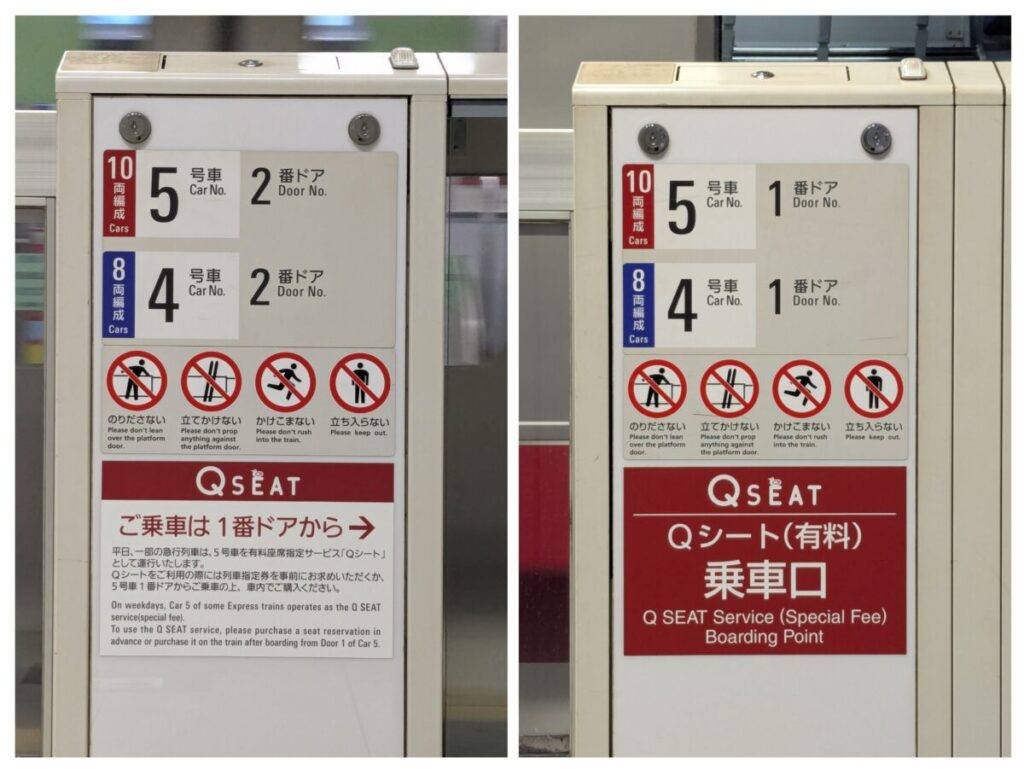 10
両
編
成
Cars
5
号車
Car No.
2
番ドア
Door No.
8
両
編
成
Cars
4
号車
Car No.
2
番ドア
Door No.
のりださない
Please don't lean
over the platform
door.
立てかけない
Please don't prop
anything against
the platform door.
かけこまない
Please don't rush
into the train.
立ち入らない
Please keep out.
Q SEAT
ご乗車は1番ドアから→
平日、一部の急行列車は、5号車を有料座席指定サービス「Qシート」
として運行いたします。
Qシートをご利用の際には列車指定券を事前にお求めいただくか、
5号車1番ドアからご乗車の上、車内でご購入ください。
On weekdays, Car 5 of some Express trains operates as the Q SEAT
service(special fee).
To use the Q SEAT service, please purchase a seat reservation in
advance or purchase it on the train after boarding from Door 1 of Car 5.
10
両
編
成
Cars
5
号車
Car No.
1
番ドア
Door No.
8
両
編
成
Cars
4
号車
Car No.
1
番ドア
Door No.
のりださない
Please don't lean
over the platform
door.
立てかけない
Please don't prop
anything against
the platform door.
かけこまない
Please don't rush
into the train.
立ち入らない
Please keep out.
Q SEAT
Qシート(有料)
乗車口
Q SEAT Service (Special Fee)
Boarding Point